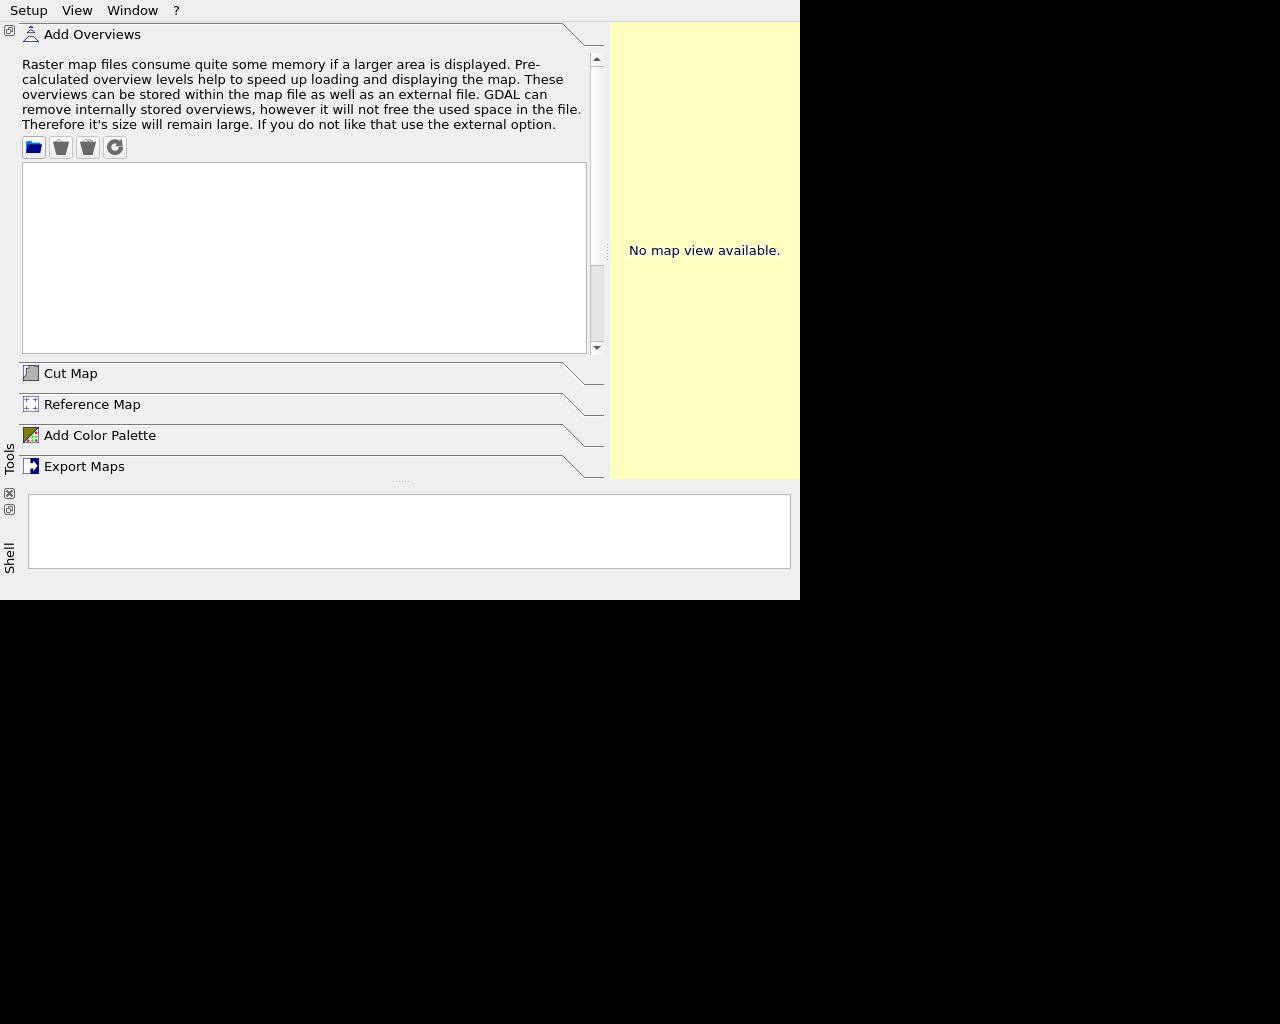 Setup View Window ?
Add Overviews
Raster map files consume quite some memory if a larger area is displayed. Pre-
calculated overview levels help to speed up loading and displaying the map. These
overviews can be stored within the map file as well as an external file. GDAL can
remove internally stored overviews, however it will not free the used space in the file.
Therefore it's size will remain large. If you do not like that use the external option.
No map view available.
Cut Map
Reference Map
Add Color Palette
Export Maps
Tools
Shell